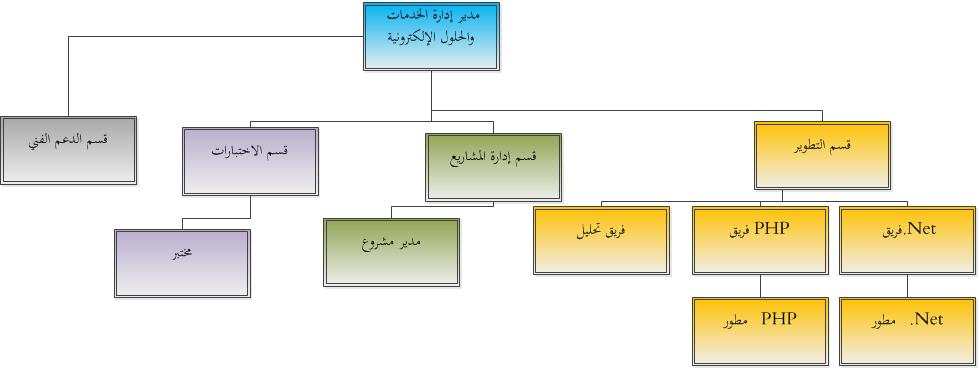 مدير إدارة الخدمات
والحلول الإلكترونية
قسم التطوير
قسم إدارة المشاريع
قسم الاختبارات
قسم الدعم الفني
فريق .Net
فريق PHP
فريق تحليل
مدير مشروع
مختبر
مطور .Net
مطور PHP